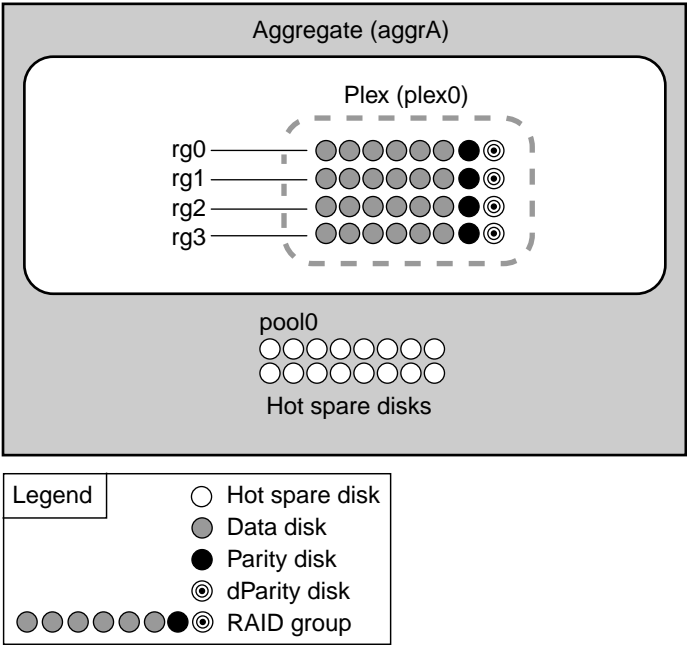 Aggregate (aggrA)
Plex (plex0)
rg0
rg1
rg2
rg3
pool0
Hot spare disks
Legend
Hot spare disk
Data disk
Parity disk
dParity disk
RAID group